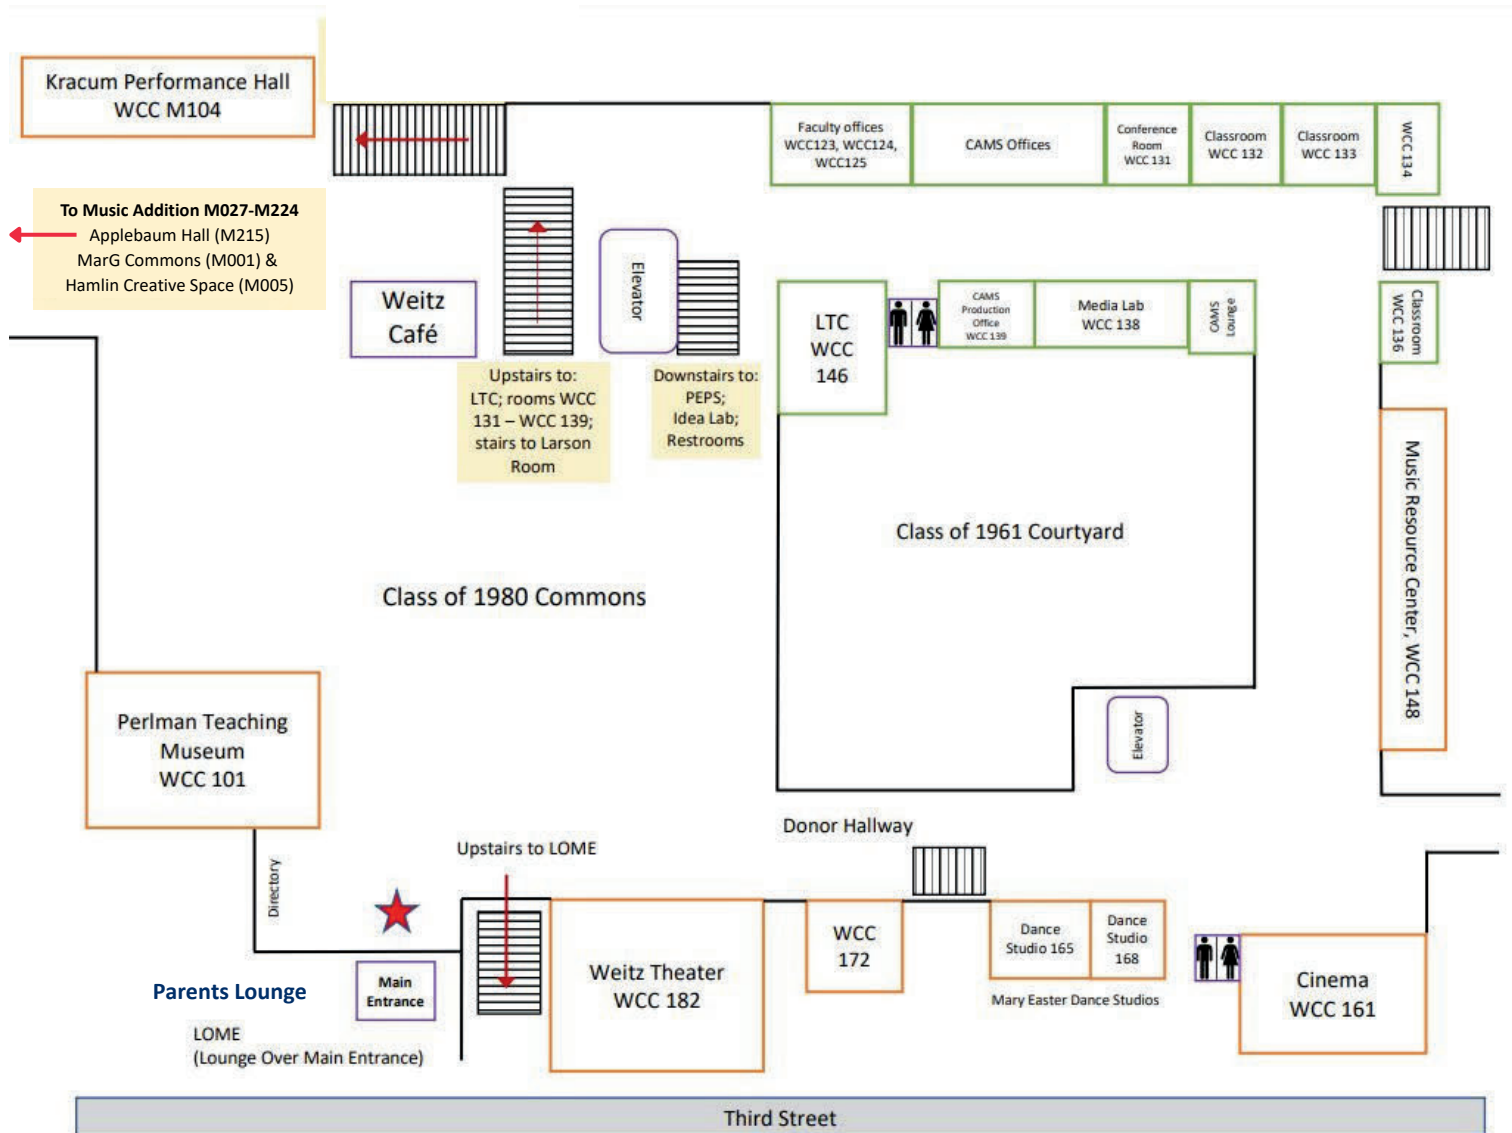 Kracum Performance Hall
WCC M104
To Music Addition M027-M224
Applebaum Hall (M215)
MarG Commons (M001) &
Hamlin Creative Space (M005)
Faculty offices
WCC123, WCC124,
WCC125
CAMS Offices
Conference
Room
WCC 131
Classroom
WCC 132
Classroom
WCC 133
WCC 134
Weitz
Café
Elevator
Upstairs to:
LTC; rooms WCC
131 – WCC 139;
stairs to Larson
Room
Downstairs to:
PEPS;
Idea Lab;
Restrooms
LTC
WCC
146
CAMS
Production
Office
WCC 139
Media Lab
WCC 138
CAMS
Lounge
Classroom
WCC 136
Class of 1961 Courtyard
Class of 1980 Commons
Music Resource Center, WCC 148
Perlman Teaching
Museum
WCC 101
Elevator
Donor Hallway
Upstairs to LOME
Directory
Main
Entrance
Parents Lounge
LOME
(Lounge Over Main Entrance)
Weitz Theater
WCC 182
WCC
172
Dance
Studio 165
Dance
Studio
168
Mary Easter Dance Studios
Cinema
WCC 161
Third Street